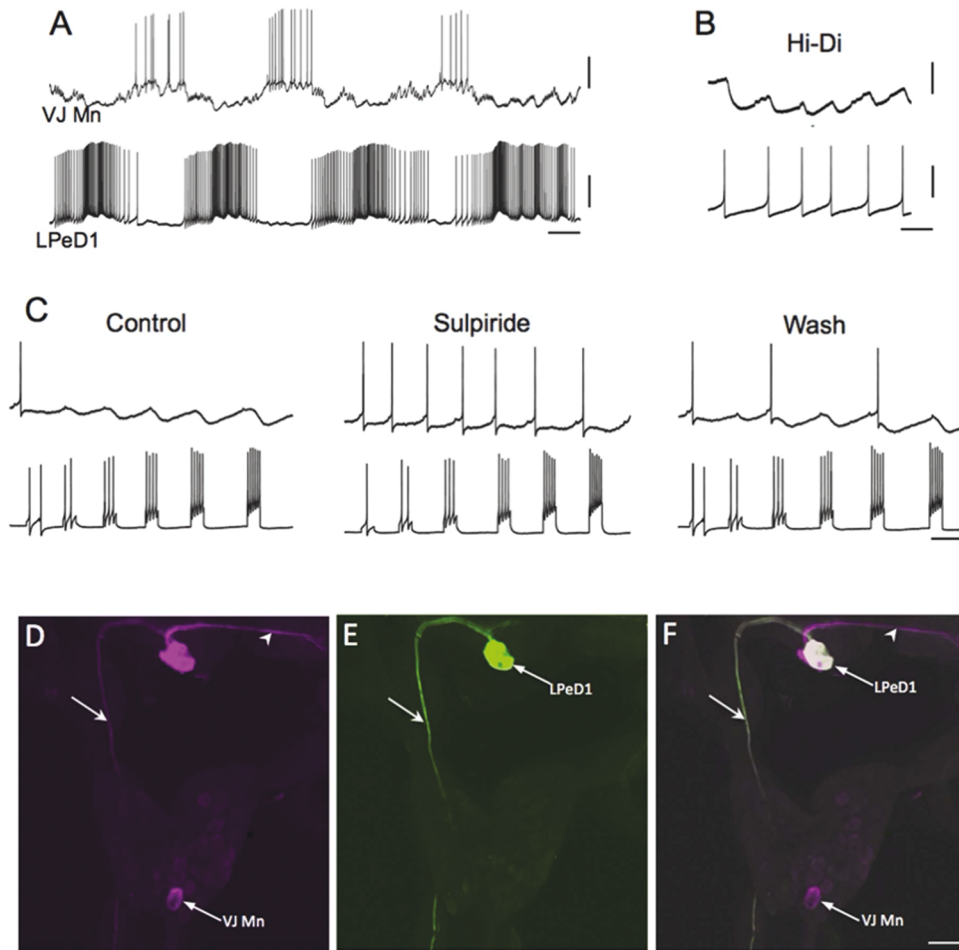 A
VJ Mn
LPeD1
B
Hi-Di
C
Control
Sulpiride
Wash
D
VJ Mn
E
LPeD1
F
LPeD1
VJ Mn